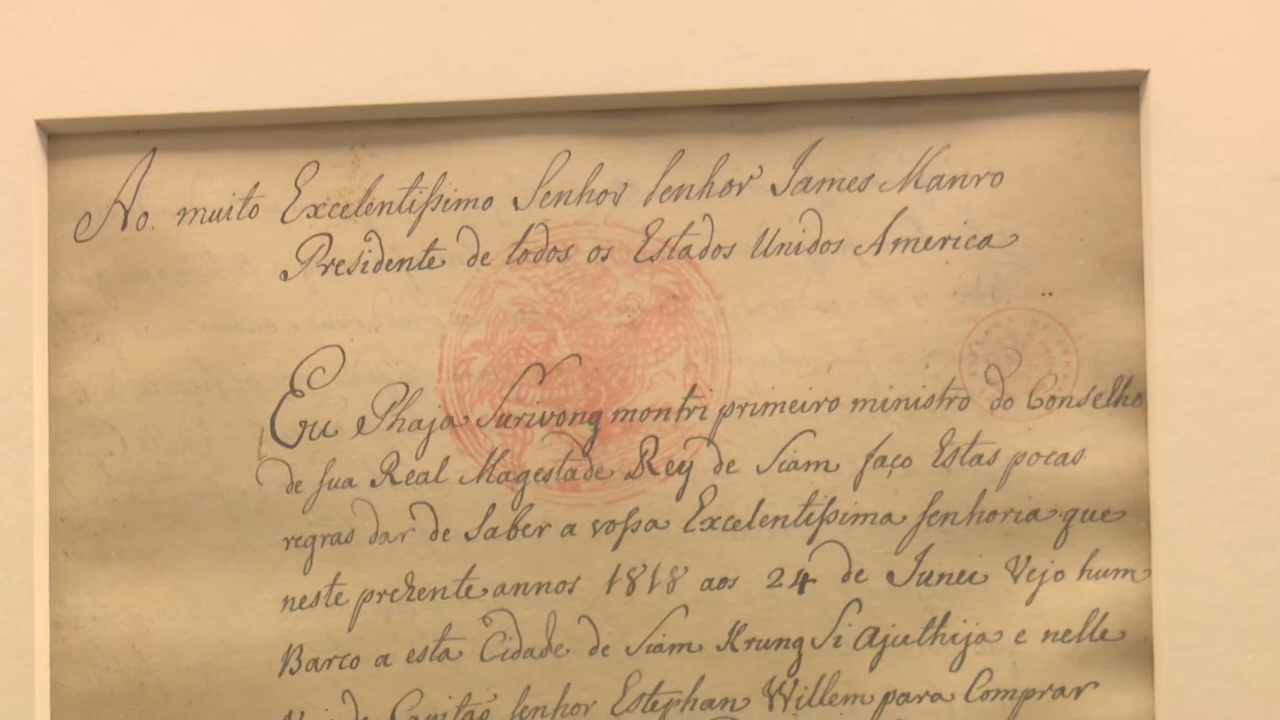 Ao. muito Excelentiſsimo Senhor ſenhor James Manro
Presidente de todos os Estados Unidos America
Eu Phaja Surivong montri primeiro ministro do Conselho
de ſua Real Magestade Rey de Siam faço Estas pocas
regras dar de saber a voſsa Excelentiſsima ſenhoria que
neste prezente annos 1818 aos 24 de Junei Vejo hum
Barco a esta Cidade de Siam Krung Si Ajuthija e nelle
Capitaõ ſenhor Estephan Willem para Comprar